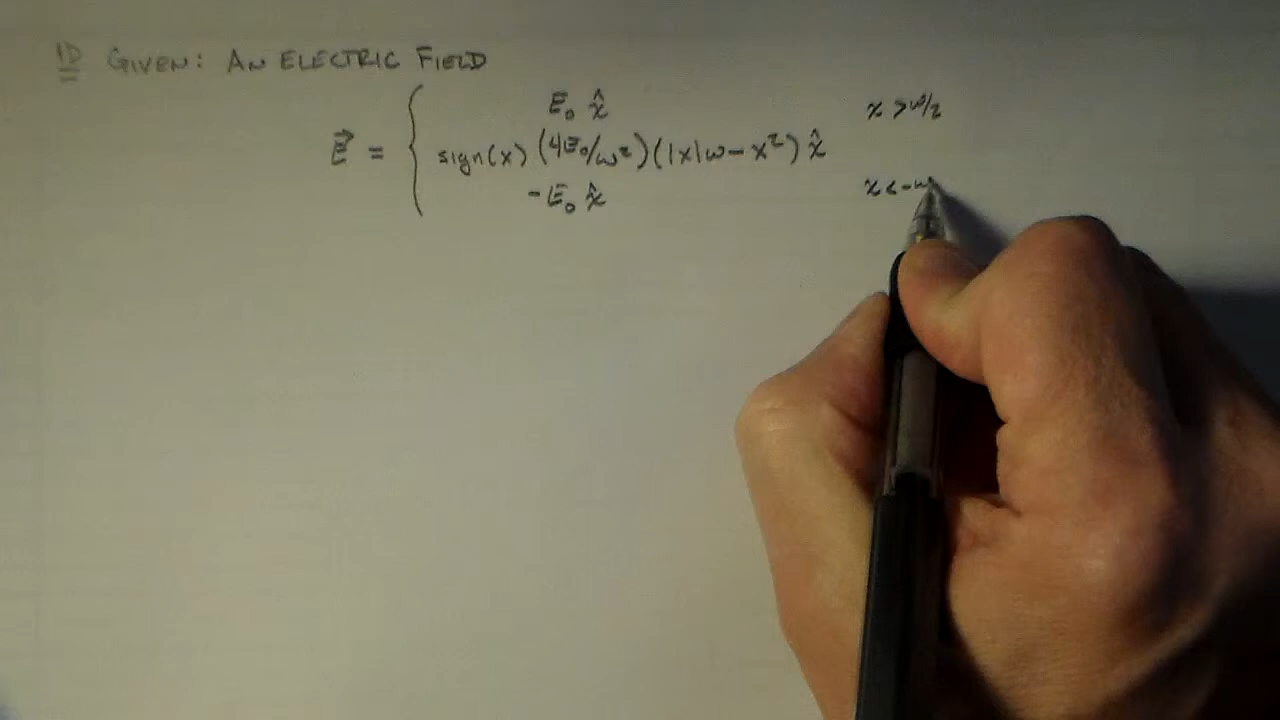 1D GIVEN: AN ELECTRIC FIELD
E₀ x̂ x > w/2
E⃗ = { sign(x) (4E₀/w²)(|x|w - x²) x̂
-E₀ x̂ x < -w